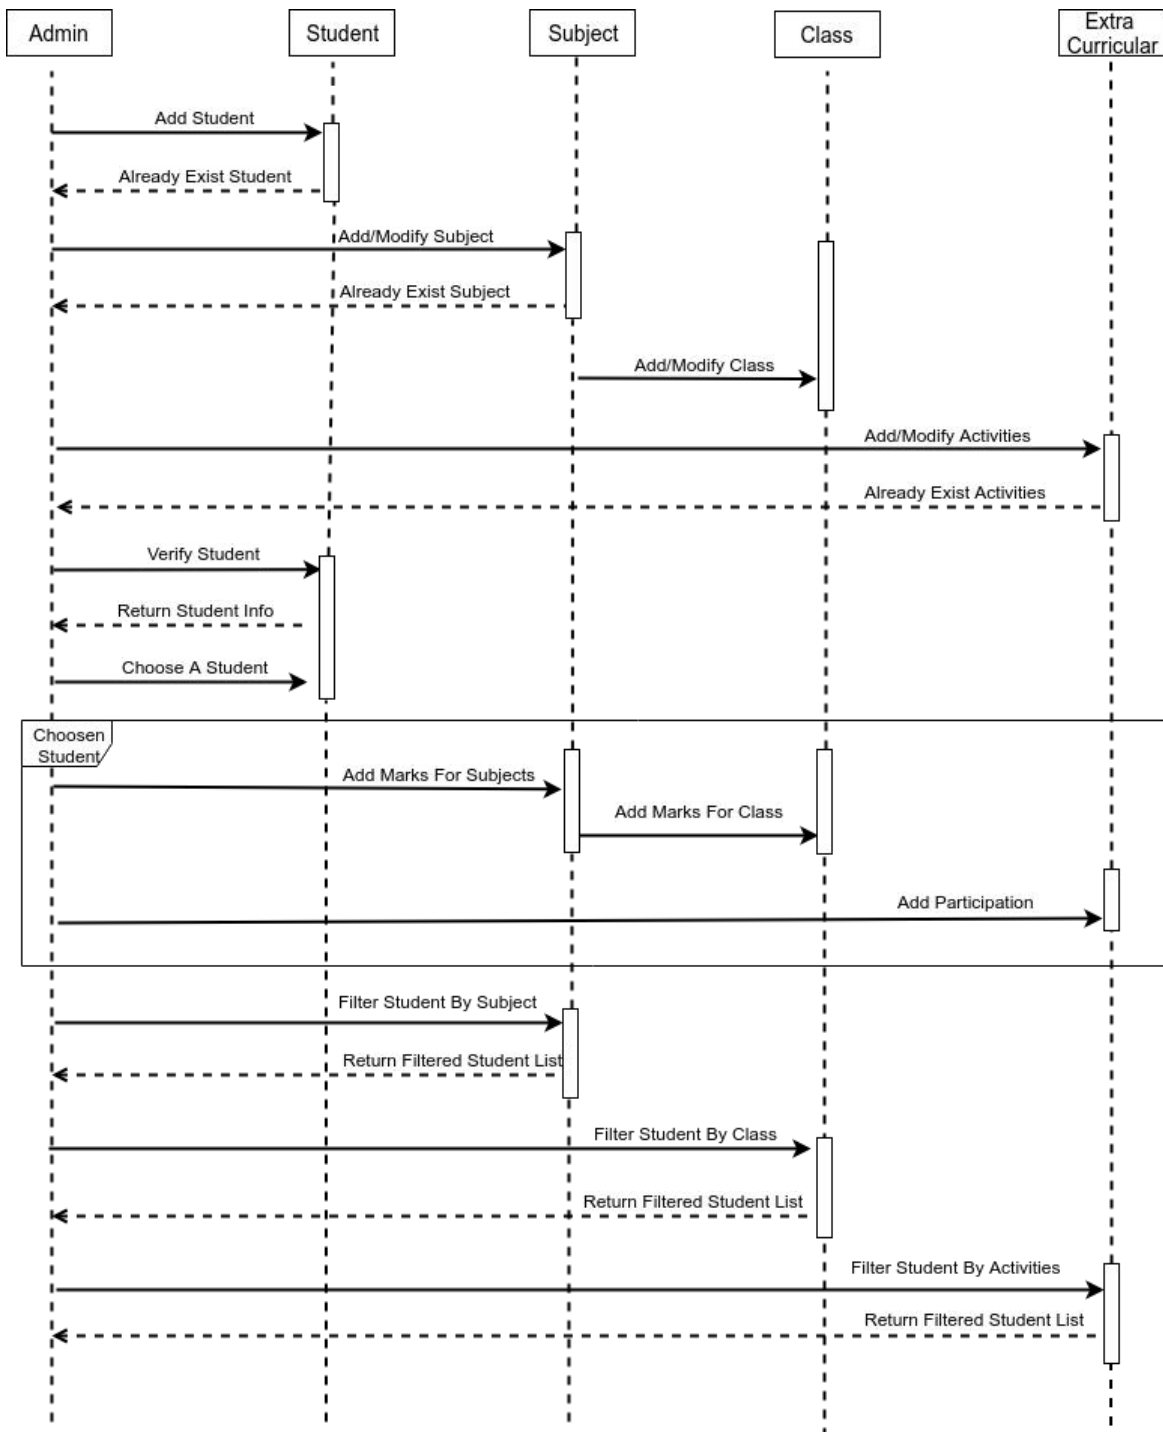 Admin
Student
Subject
Class
Extra
Curricular
Add Student
Already Exist Student
Add/Modify Subject
Already Exist Subject
Add/Modify Class
Add/Modify Activities
Already Exist Activities
Verify Student
Return Student Info
Choose A Student
Choosen
Student
Add Marks For Subjects
Add Marks For Class
Add Participation
Filter Student By Subject
Return Filtered Student List
Filter Student By Class
Return Filtered Student List
Filter Student By Activities
Return Filtered Student List